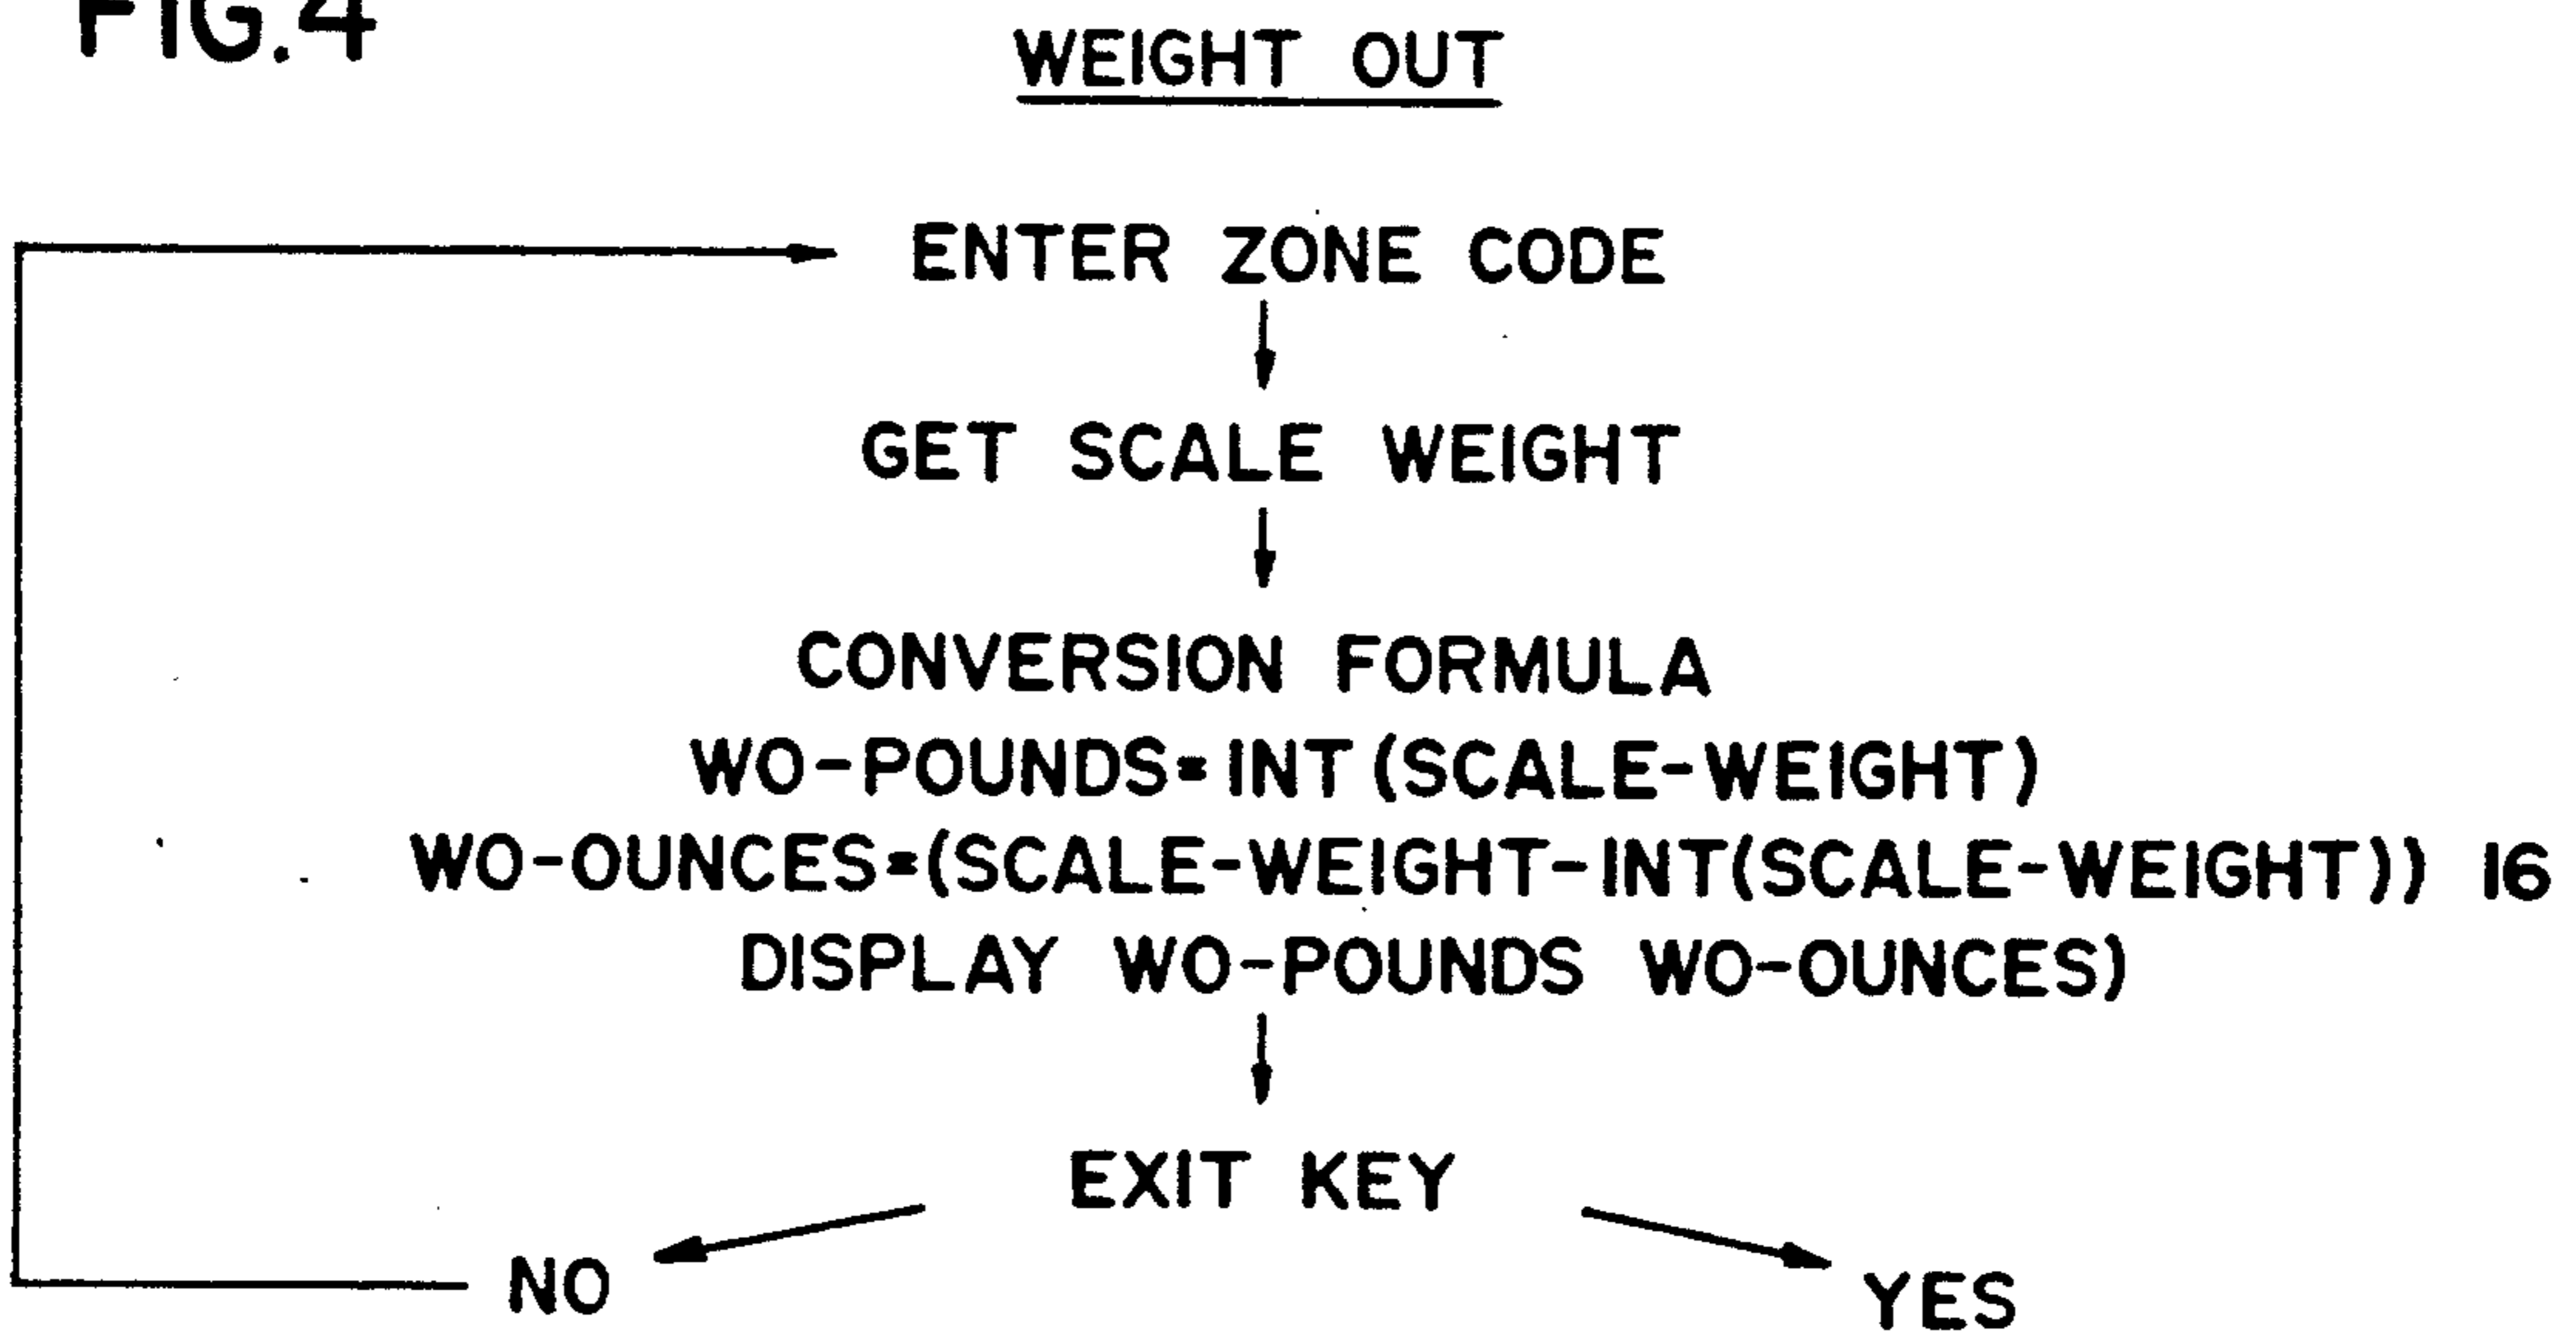 FIG.4
WEIGHT OUT
ENTER ZONE CODE
GET SCALE WEIGHT
CONVERSION FORMULA
WO-POUNDS=INT(SCALE-WEIGHT)
WO-OUNCES=(SCALE-WEIGHT-INT(SCALE-WEIGHT)) 16
DISPLAY WO-POUNDS WO-OUNCES)
EXIT KEY
NO
YES